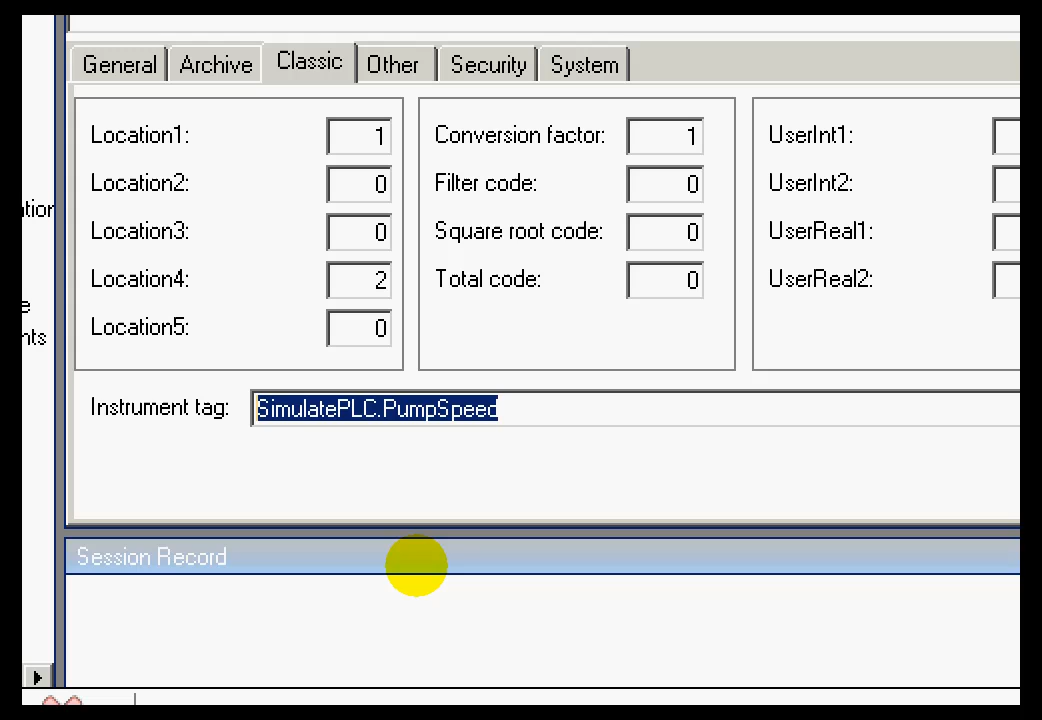 General Archive Classic Other Security System
Location1: 1 Conversion factor: 1 UserInt1:
Location2: 0 Filter code: 0 UserInt2:
Location3: 0 Square root code: 0 UserReal1:
Location4: 2 Total code: 0 UserReal2:
Location5: 0
Instrument tag: SimulatePLC.PumpSpeed
Session Record